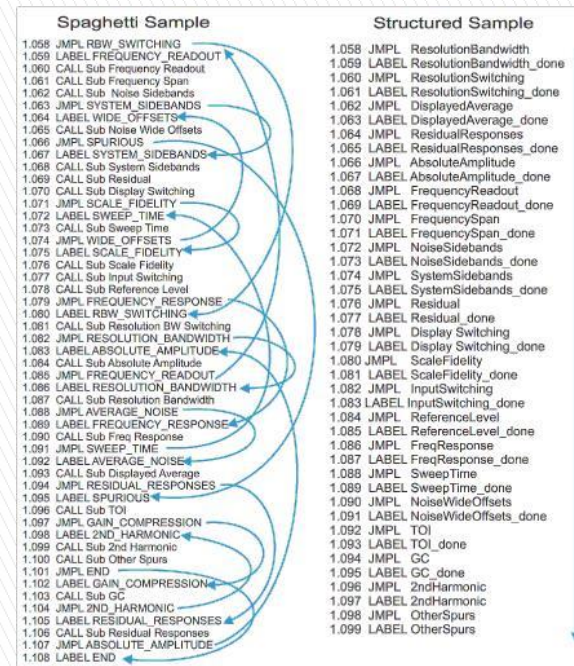 Spaghetti Sample
1.058 JMPL RBW_SWITCHING
1.059 LABEL FREQUENCY_READOUT
1.060 CALL Sub Frequency Readout
1.061 CALL Sub Frequency Span
1.062 CALL Sub Noise Sidebands
1.063 JMPL SYSTEM_SIDEBANDS
1.064 LABEL WIDE_OFFSETS
1.065 CALL Sub Noise Wide Offsets
1.066 JMPL SPURIOUS
1.067 LABEL SYSTEM_SIDEBANDS
1.068 CALL Sub System Sidebands
1.069 CALL Sub Residual
1.070 CALL Sub Display Switching
1.071 JMPL SCALE_FIDELITY
1.072 LABEL SWEEP_TIME
1.073 CALL Sub Sweep Time
1.074 JMPL WIDE_OFFSETS
1.075 LABEL SCALE_FIDELITY
1.076 CALL Sub Scale Fidelity
1.077 CALL Sub Input Switching
1.078 CALL Sub Reference Level
1.079 JMPL FREQUENCY_RESPONSE
1.080 LABEL RBW_SWITCHING
1.081 CALL Sub Resolution BW Switching
1.082 JMPL RESOLUTION_BANDWIDTH
1.083 LABEL ABSOLUTE_AMPLITUDE
1.084 CALL Sub Absolute Amplitude
1.085 JMPL FREQUENCY_READOUT
1.086 LABEL RESOLUTION_BANDWIDTH
1.087 CALL Sub Resolution Bandwidth
1.088 JMPL AVERAGE_NOISE
1.089 LABEL FREQUENCY_RESPONSE
1.090 CALL Sub Freq Response
1.091 JMPL SWEEP_TIME
1.092 LABEL AVERAGE_NOISE
1.093 CALL Sub Displayed Average
1.094 JMPL RESIDUAL_RESPONSES
1.095 LABEL SPURIOUS
1.096 CALL Sub TOI
1.097 JMPL GAIN_COMPRESSION
1.098 LABEL 2ND_HARMONIC
1.099 CALL Sub 2nd Harmonic
1.100 CALL Sub Other Spurs
1.101 JMPL END
1.102 LABEL GAIN_COMPRESSION
1.103 CALL Sub GC
1.104 JMPL 2ND_HARMONIC
1.105 LABEL RESIDUAL_RESPONSES
1.106 CALL Sub Residual Responses
1.107 JMPL ABSOLUTE_AMPLITUDE
1.108 LABEL END
Structured Sample
1.058 JMPL ResolutionBandwidth
1.059 LABEL ResolutionBandwidth_done
1.060 JMPL ResolutionSwitching
1.061 LABEL ResolutionSwitching_done
1.062 JMPL DisplayedAverage
1.063 LABEL DisplayedAverage_done
1.064 JMPL ResidualResponses
1.065 LABEL ResidualResponses_done
1.066 JMPL AbsoluteAmplitude
1.067 LABEL AbsoluteAmplitude_done
1.068 JMPL FrequencyReadout
1.069 LABEL FrequencyReadout_done
1.070 JMPL FrequencySpan
1.071 LABEL FrequencySpan_done
1.072 JMPL NoiseSidebands
1.073 LABEL NoiseSidebands_done
1.074 JMPL SystemSidebands
1.075 LABEL SystemSidebands_done
1.076 JMPL Residual
1.077 LABEL Residual_done
1.078 JMPL Display Switching
1.079 LABEL Display Switching_done
1.080 JMPL ScaleFidelity
1.081 LABEL ScaleFidelity_done
1.082 JMPL InputSwitching
1.083 LABEL InputSwitching_done
1.084 JMPL ReferenceLevel
1.085 LABEL ReferenceLevel_done
1.086 JMPL FreqResponse
1.087 LABEL FreqResponse_done
1.088 JMPL SweepTime
1.089 LABEL SweepTime_done
1.090 JMPL NoiseWideOffsets
1.091 LABEL NoiseWideOffsets_done
1.092 JMPL TOI
1.093 LABEL TOI_done
1.094 JMPL GC
1.095 LABEL GC_done
1.096 JMPL 2ndHarmonic
1.097 LABEL 2ndHarmonic
1.098 JMPL OtherSpurs
1.099 LABEL OtherSpurs